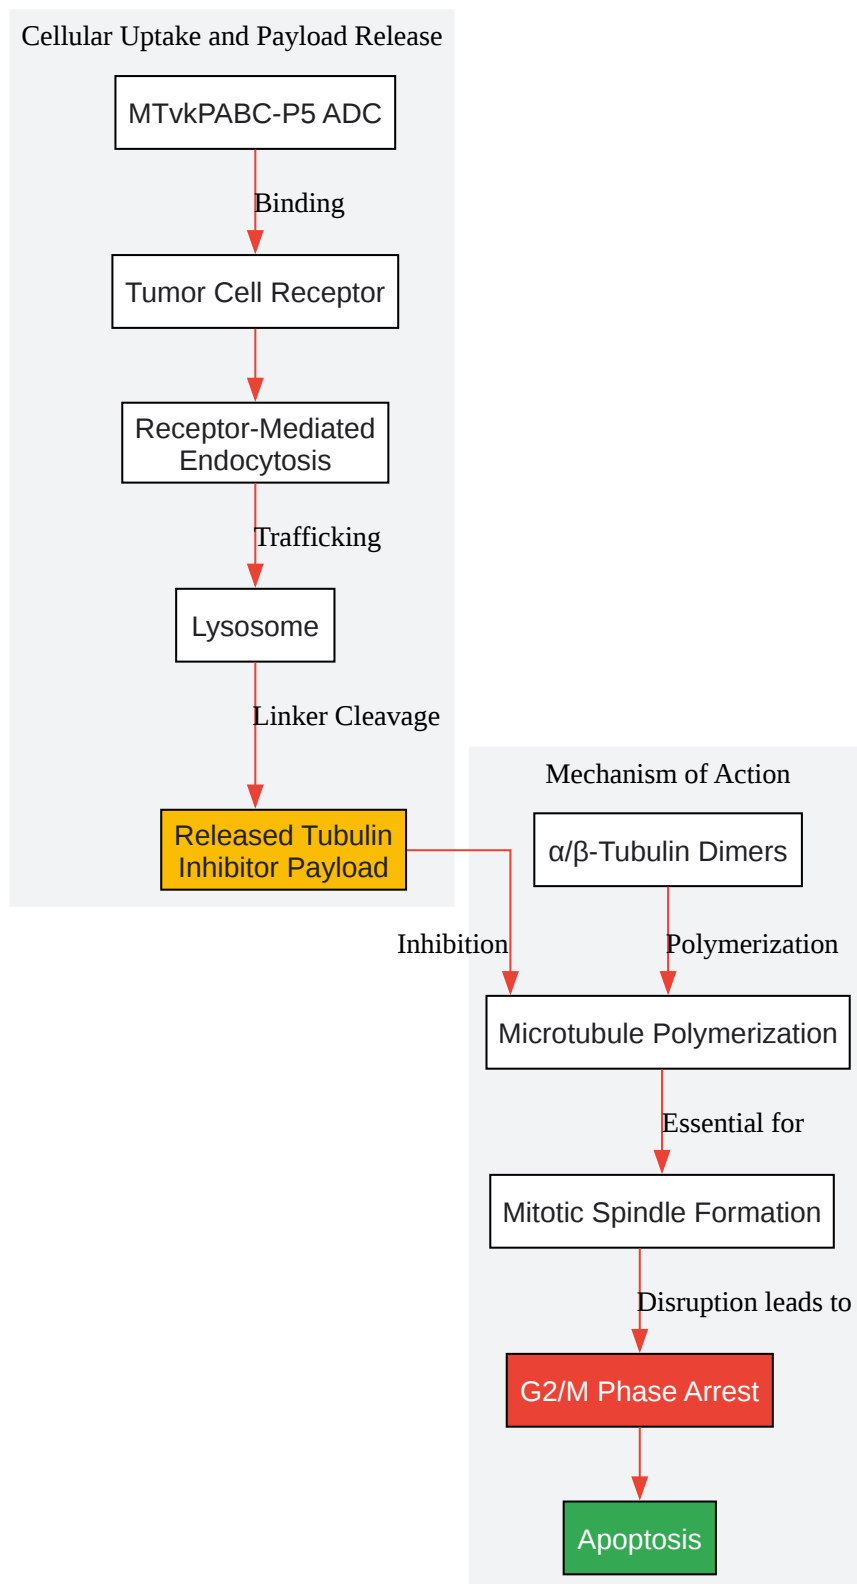 Cellular Uptake and Payload Release
MTvkPABC-P5 ADC
Binding
Tumor Cell Receptor
Receptor-Mediated
Endocytosis
Trafficking
Lysosome
Linker Cleavage
Released Tubulin
Inhibitor Payload
Mechanism of Action
α/β-Tubulin Dimers
Inhibition
Polymerization
Microtubule Polymerization
Essential for
Mitotic Spindle Formation
Disruption leads to
G2/M Phase Arrest
Apoptosis